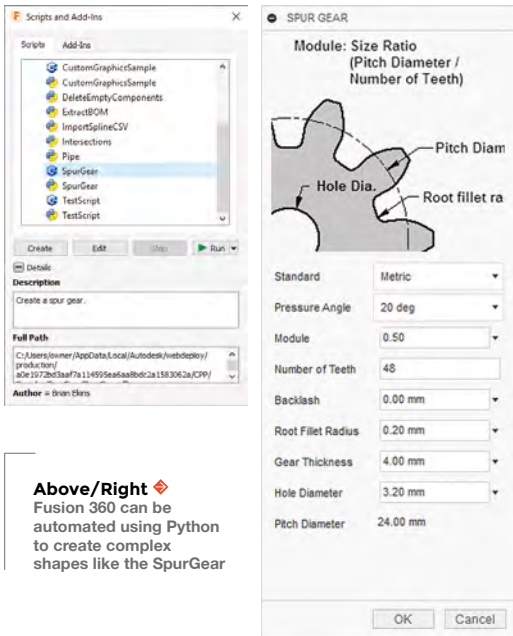 Scripts and Add-Ins
Scripts Add-Ins
CustomGraphicsSample
CustomGraphicsSample
DeleteEmptyComponents
ExtractBOM
ImportSplineCSV
Intersections
Pipe
SpurGear
SpurGear
TestScript
TestScript
Create Edit Stop Run
Details
Description
Create a spur gear.
Full Path
C:/Users/owner/AppData/Local/Autodesk/webdeploy/
production/
Author = Brian Ekins
Above/Right
Fusion 360 can be
automated using Python
to create complex
shapes like the SpurGear
SPUR GEAR
Module: Size Ratio
(Pitch Diameter /
Number of Teeth)
Pitch Diam
Hole Dia.
Root fillet ra
Standard Metric
Pressure Angle 20 deg
Module 0.50
Number of Teeth 48
Backlash 0.00 mm
Root Fillet Radius 0.20 mm
Gear Thickness 4.00 mm
Hole Diameter 3.20 mm
Pitch Diameter 24.00 mm
OK Cancel